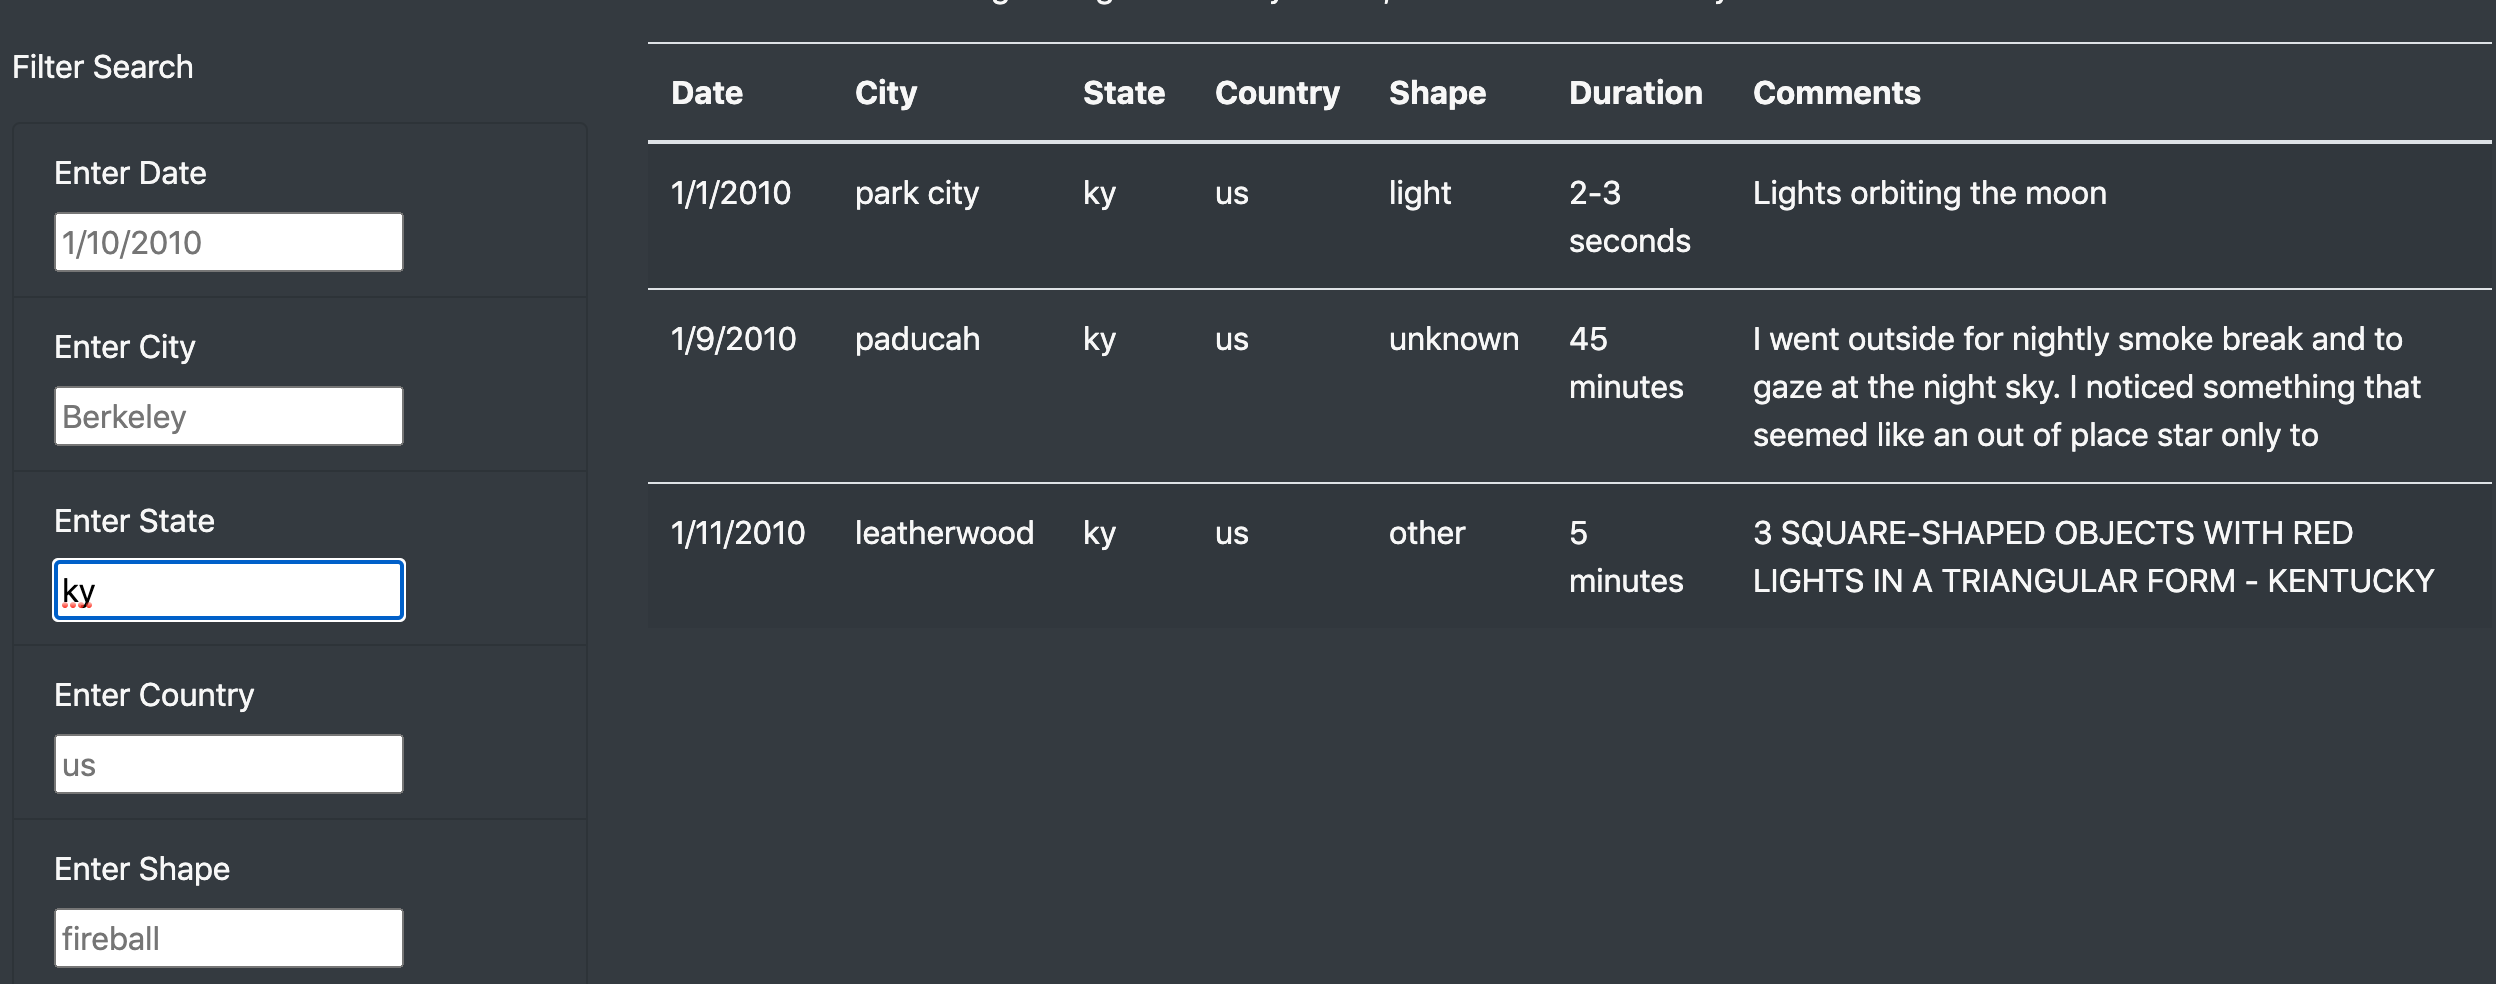 Filter Search
Enter Date
1/10/2010
Enter City
Berkeley
Enter State
ky
Enter Country
us
Enter Shape
fireball
Date City State Country Shape Duration Comments
1/1/2010 park city ky us light 2-3 Lights orbiting the moon
seconds
1/9/2010 paducah ky us unknown 45 I went outside for nightly smoke break and to
minutes gaze at the night sky. I noticed something that
seemed like an out of place star only to
1/11/2010 leatherwood ky us other 5 3 SQUARE-SHAPED OBJECTS WITH RED
minutes LIGHTS IN A TRIANGULAR FORM - KENTUCKY